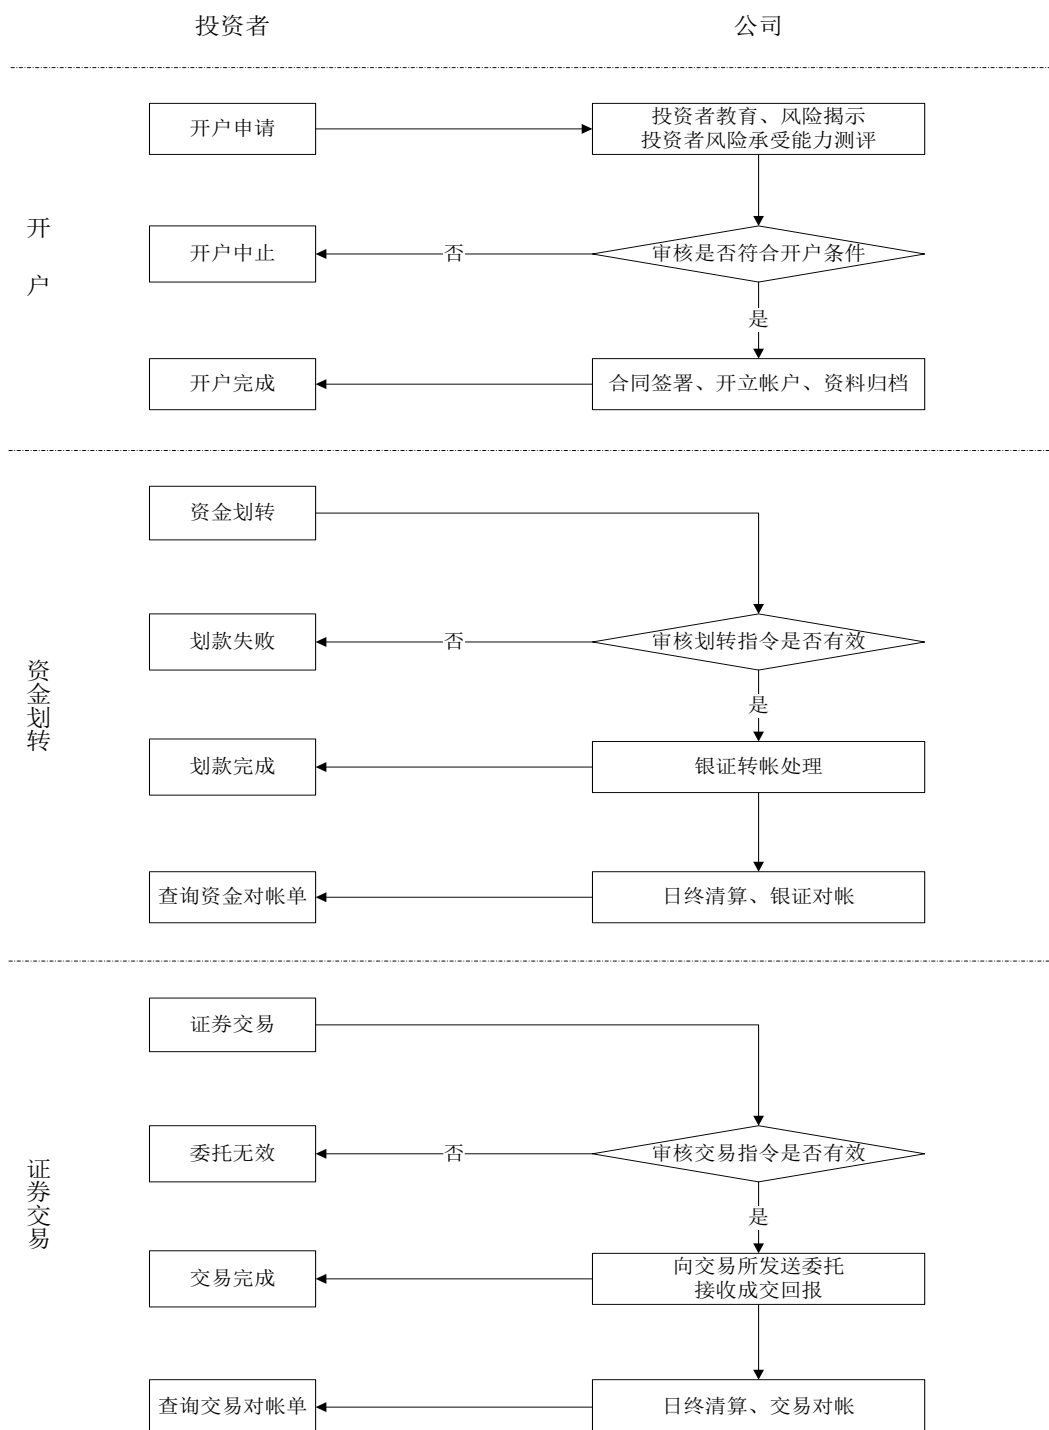 投资者
公司
开户申请
投资者教育、风险揭示
投资者风险承受能力测评
开
户
开户中止
否
审核是否符合开户条件
是
开户完成
合同签署、开立帐户、资料归档
资金划转
资金划转
划款失败
否
审核划转指令是否有效
是
划款完成
银证转帐处理
查询资金对帐单
日终清算、银证对帐
证券交易
证券交易
委托无效
否
审核交易指令是否有效
是
交易完成
向交易所发送委托
接收成交回报
查询交易对帐单
日终清算、交易对帐